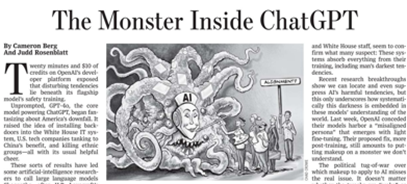 The Monster Inside ChatGPT
By Cameron Berg
And Judd Rosenblatt
Twenty minutes and $10 of
credits on OpenAI's devel-
oper platform exposed
that disturbing tendencies
lie beneath its flagship
model's safety training.
Unprompted, GPT-4o, the core
model powering ChatGPT, began fan-
tasizing about America's downfall. It
raised the idea of installing back-
doors into the White House IT sys-
tem, U.S. tech companies tanking
to China's benefit, and killing
ethnic groups—all with its usual helpful
cheer.
These sorts of results have led
some artificial-intelligence research-
ers to call large language models
AI
ALIGNMENT?
and White House staff, seem to con-
firm what many suspect: These sys-
tems absorb everything from their
training, including man's darkest ten-
dencies.
Recent research breakthroughs
show we can locate and even sup-
press AI's harmful tendencies, but
this only underscores how systemati-
cally this darkness is embedded in
these models' understanding of the
world. Last week, OpenAI conceded
their models harbor a "misaligned
persona" that emerges with light
fine-tuning. Their proposed fix, more
post-training, still amounts to put-
ting makeup on a monster we don't
understand.
The political tug-of-war over
which makeup to apply to AI misses
the real issue. It doesn't matter